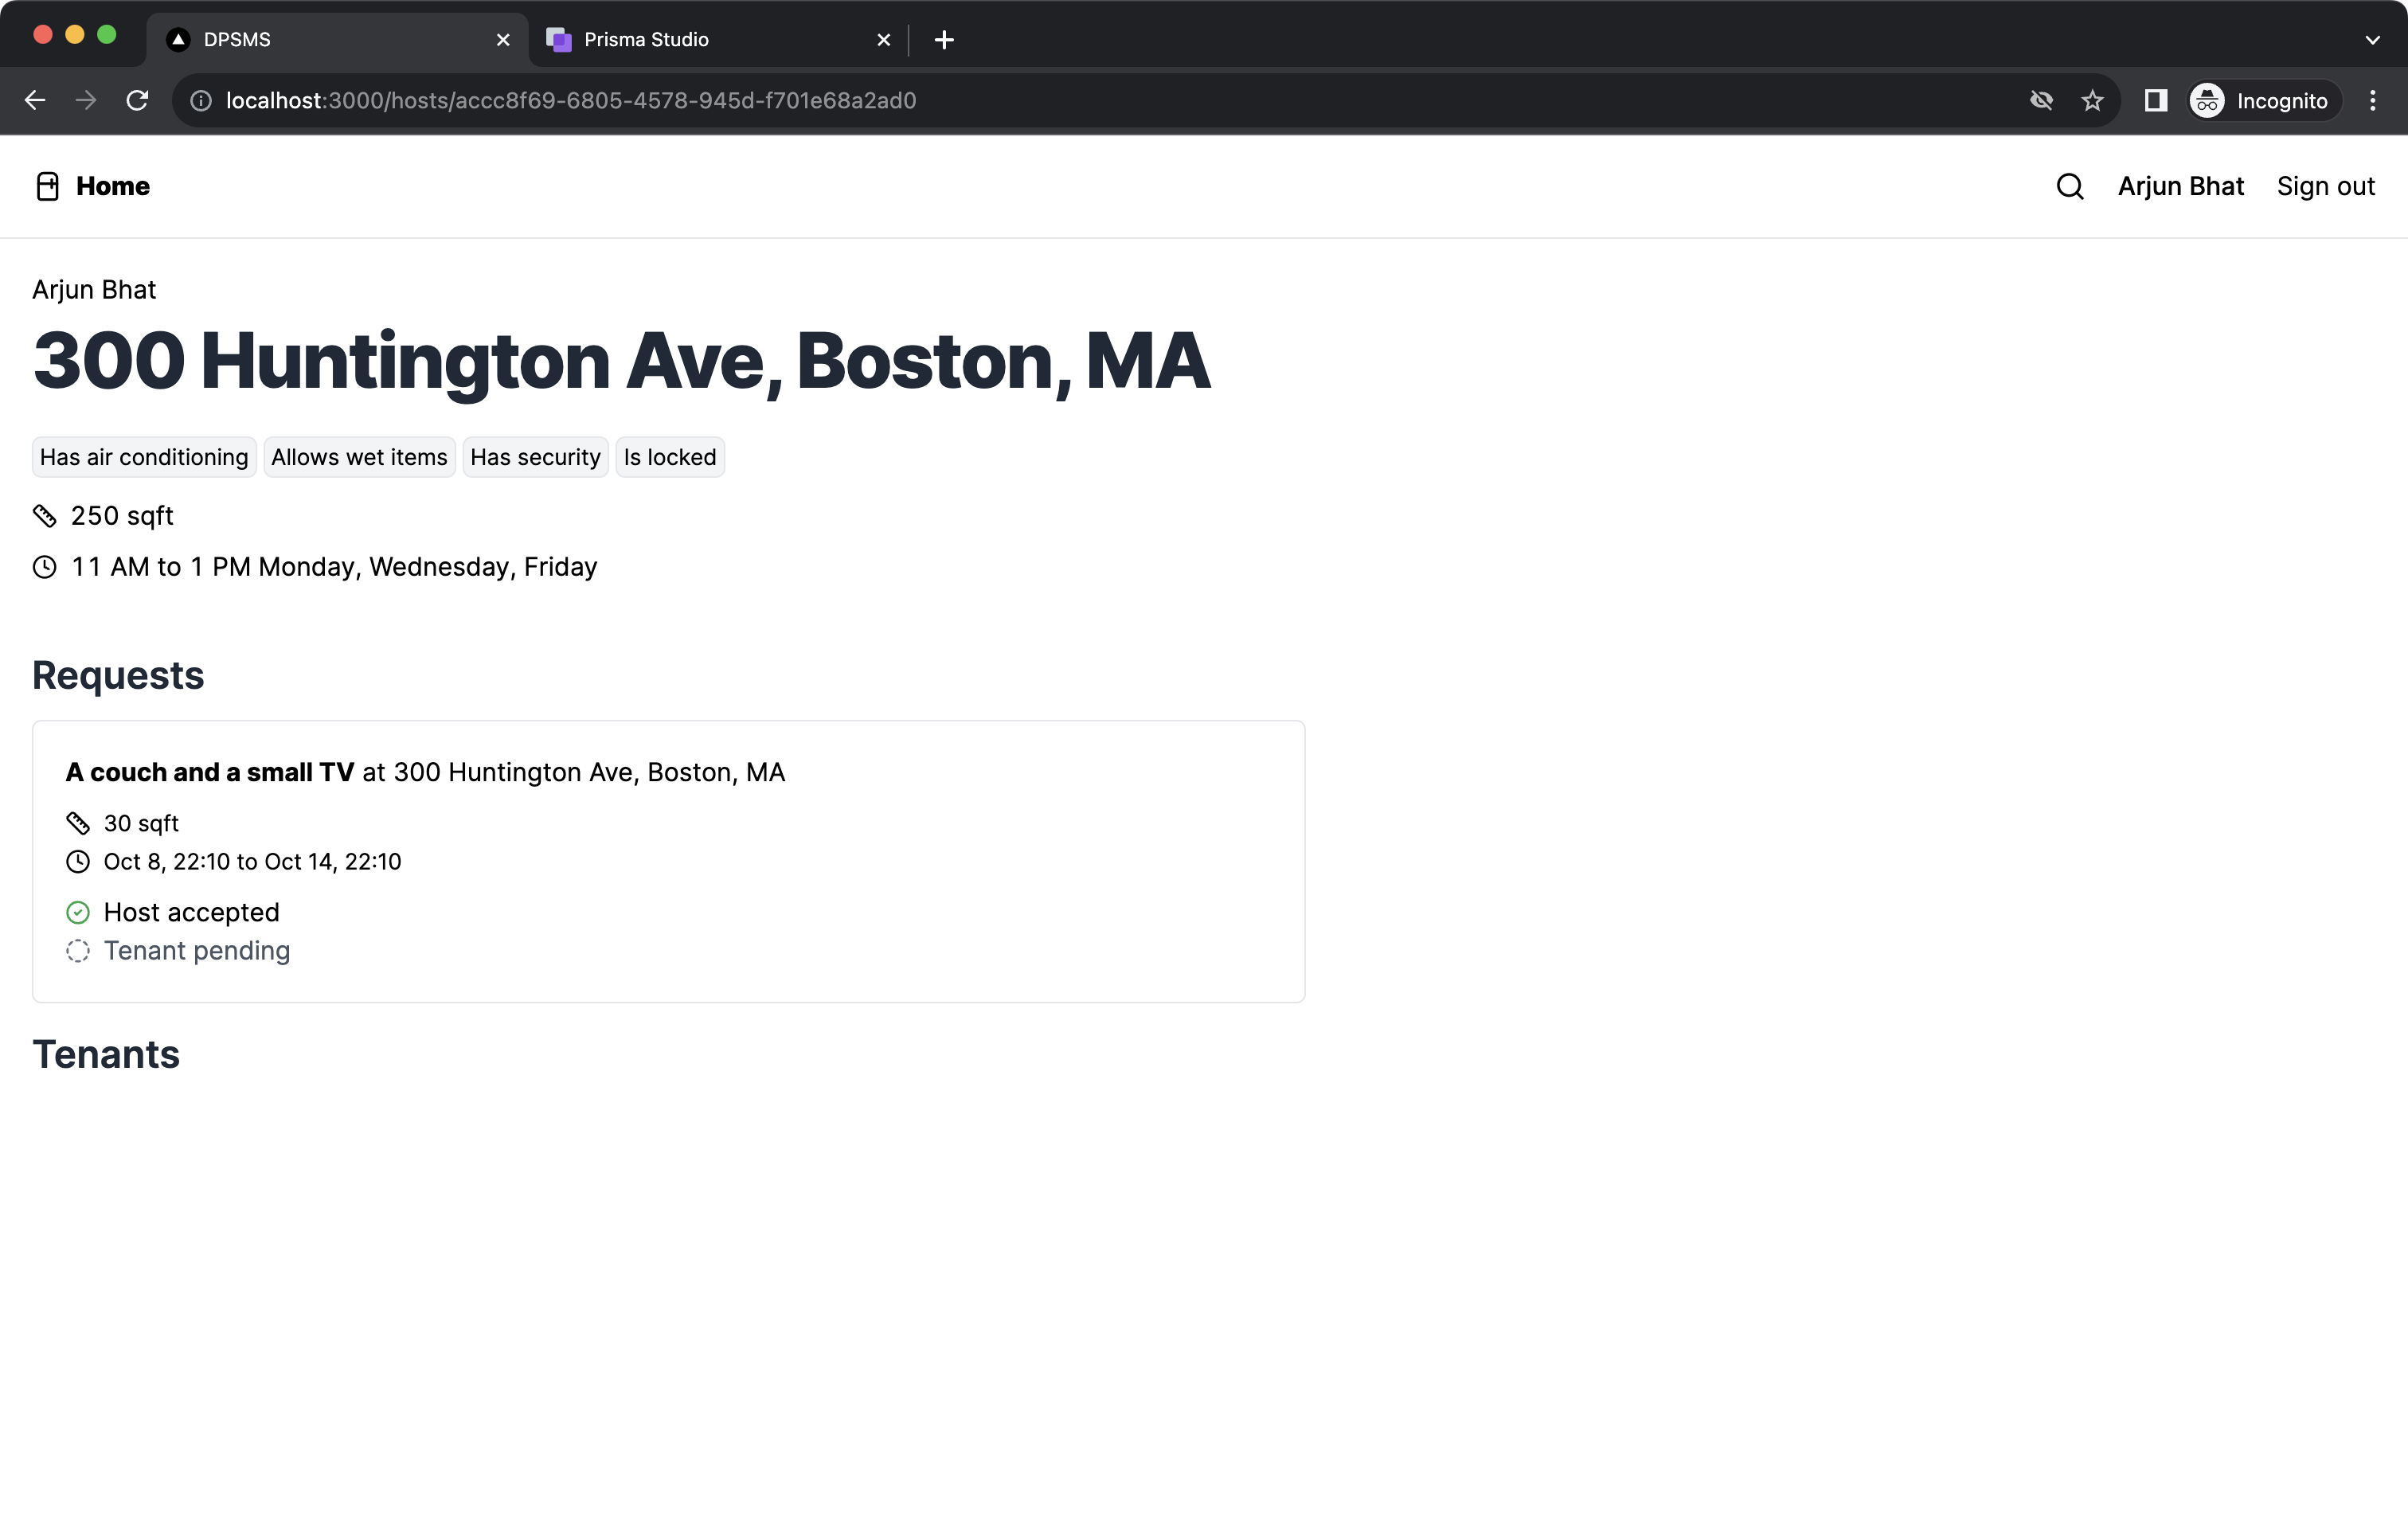 DPSMS
Prisma Studio
localhost:3000/hosts/accc8f69-6805-4578-945d-f701e68a2ad0
Incognito
Home
Arjun Bhat
Sign out
Arjun Bhat
300 Huntington Ave, Boston, MA
Has air conditioning
Allows wet items
Has security
Is locked
250 sqft
11 AM to 1 PM Monday, Wednesday, Friday
Requests
A couch and a small TV at 300 Huntington Ave, Boston, MA
30 sqft
Oct 8, 22:10 to Oct 14, 22:10
Host accepted
Tenant pending
Tenants